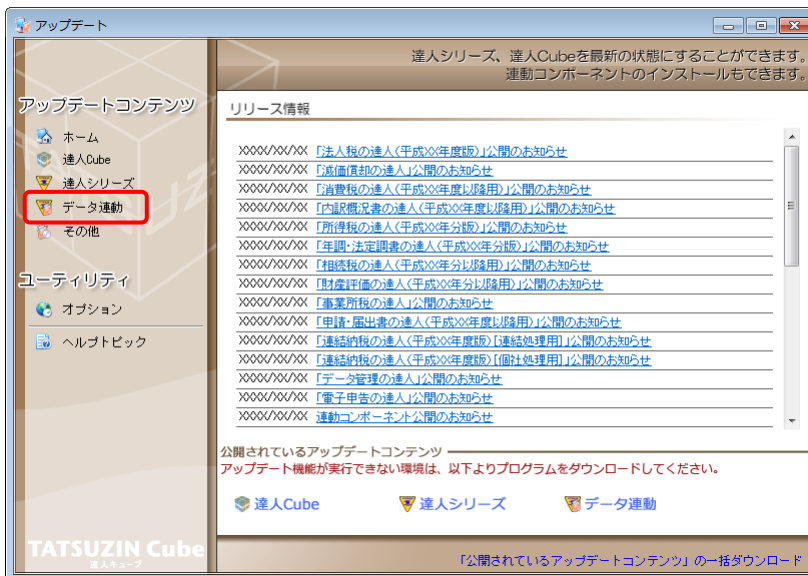 アップデート
達人シリーズ、達人Cubeを最新の状態にすることができます。
連動コンポーネントのインストールもできます。
アップデートコンテンツ
ホーム
達人Cube
達人シリーズ
データ連動
その他
ユーティリティ
オプション
ヘルプトピック
リリース情報
XXXX/XX/XX 「法人税の達人(平成XX年度版)」公開のお知らせ
XXXX/XX/XX 「減価償却の達人」公開のお知らせ
XXXX/XX/XX 「消費税の達人(平成XX年度以降用)」公開のお知らせ
XXXX/XX/XX 「内訳概況書の達人(平成XX年度以降用)」公開のお知らせ
XXXX/XX/XX 「所得税の達人(平成XX年分版)」公開のお知らせ
XXXX/XX/XX 「年調・法定調書の達人(平成XX年分版)」公開のお知らせ
XXXX/XX/XX 「相続税の達人(平成XX年分以降用)」公開のお知らせ
XXXX/XX/XX 「財産評価の達人(平成XX年分以降用)」公開のお知らせ
XXXX/XX/XX 「事業所税の達人」公開のお知らせ
XXXX/XX/XX 「申請・届出書の達人(平成XX年度以降用)」公開のお知らせ
XXXX/XX/XX 「連結納税の達人(平成XX年度版)[連結処理用]」公開のお知らせ
XXXX/XX/XX 「連結納税の達人(平成XX年度版)[個社処理用]」公開のお知らせ
XXXX/XX/XX 「データ管理の達人」公開のお知らせ
XXXX/XX/XX 「電子申告の達人」公開のお知らせ
XXXX/XX/XX 連動コンポーネント公開のお知らせ
公開されているアップデートコンテンツ
アップデート機能が実行できない環境は、以下よりプログラムをダウンロードしてください。
達人Cube 達人シリーズ データ連動
TATSUZIN Cube
達人キューブ
「公開されているアップデートコンテンツ」の一括ダウンロード